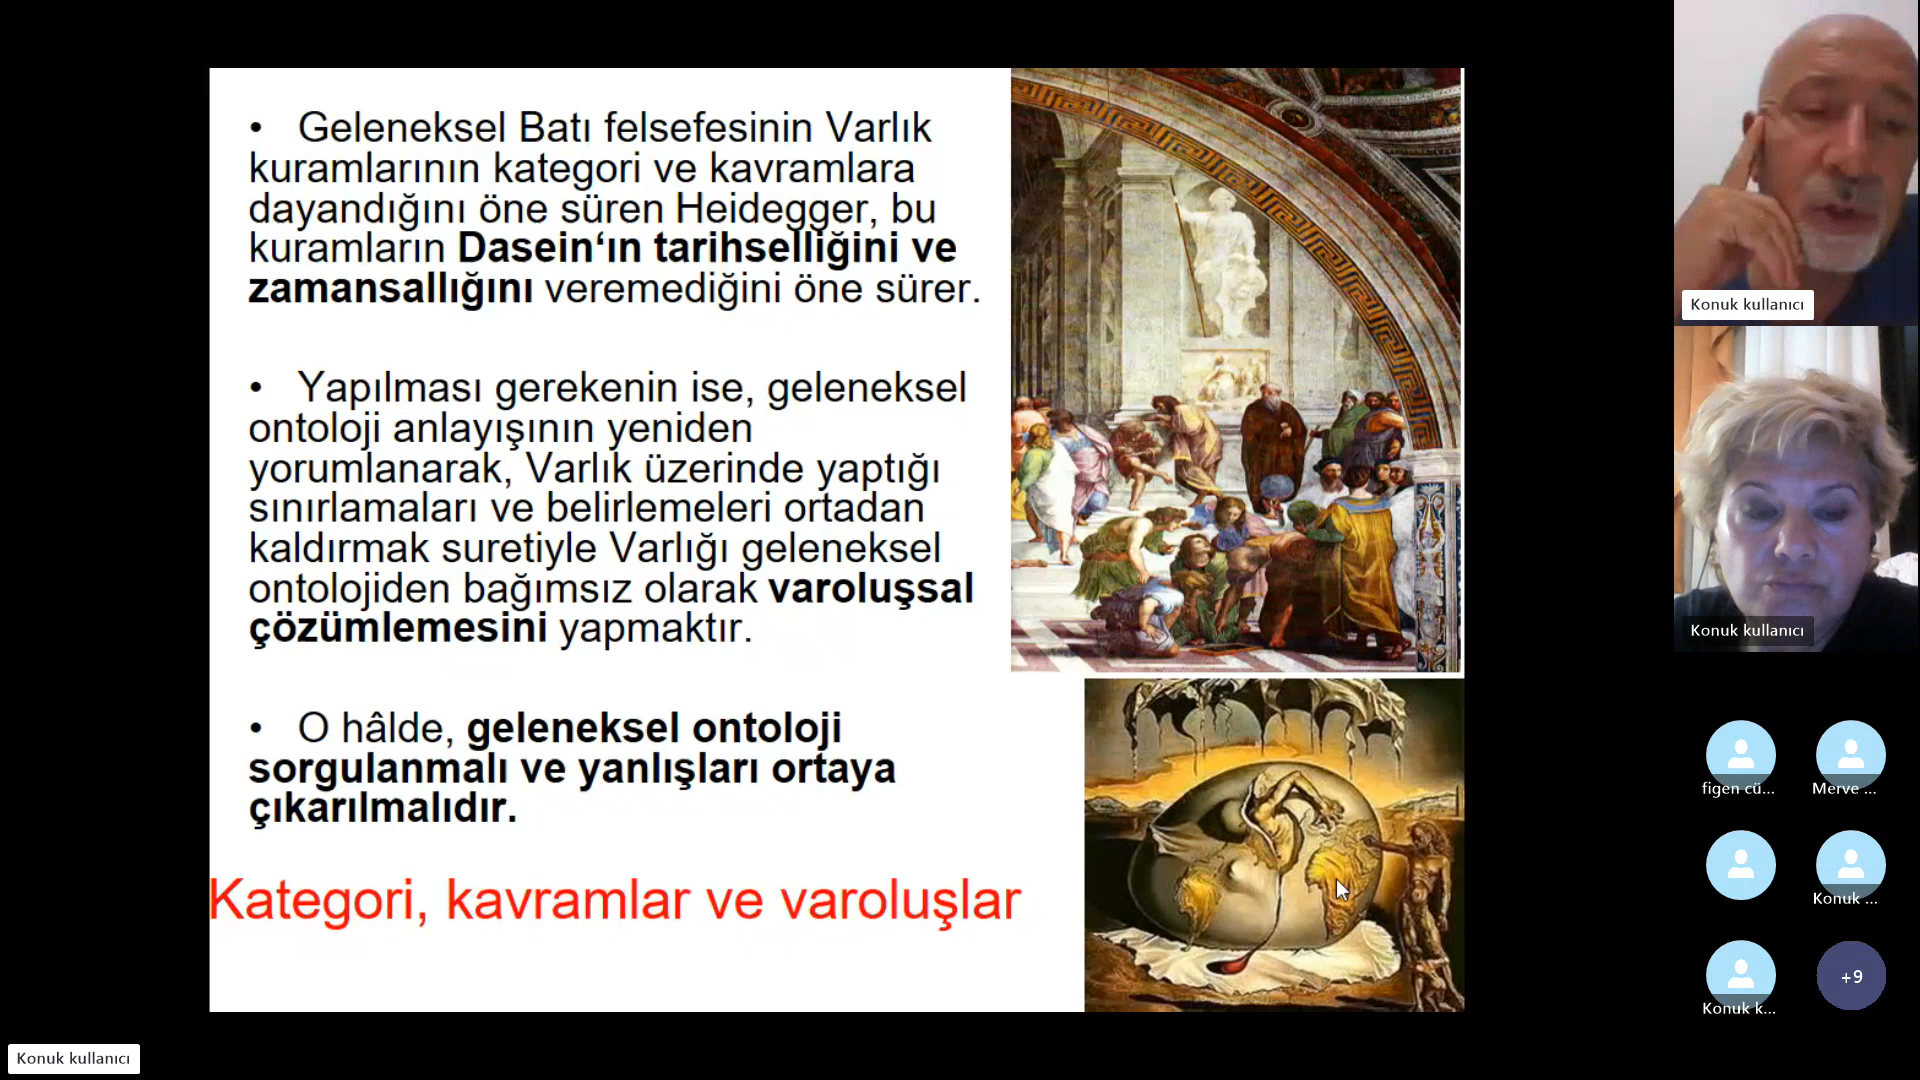 • Geleneksel Batı felsefesinin Varlık
kuramlarının kategori ve kavramlara
dayandığını öne süren Heidegger, bu
kuramların Dasein‘ın tarihselliğini ve
zamansallığını veremediğini öne sürer.
• Yapılması gerekenin ise, geleneksel
ontoloji anlayışının yeniden
yorumlanarak, Varlık üzerinde yaptığı
sınırlamaları ve belirlemeleri ortadan
kaldırmak suretiyle Varlığı geleneksel
ontolojiden bağımsız olarak varoluşsal
çözümlemesini yapmaktır.
• O hâlde, geleneksel ontoloji
sorgulanmalı ve yanlışları ortaya
çıkarılmalıdır.
Kategori, kavramlar ve varoluşlar
Konuk kullanıcı
Konuk kullanıcı
figen cü...
Merve ...
Konuk ...
Konuk k...
+9
Konuk kullanıcı